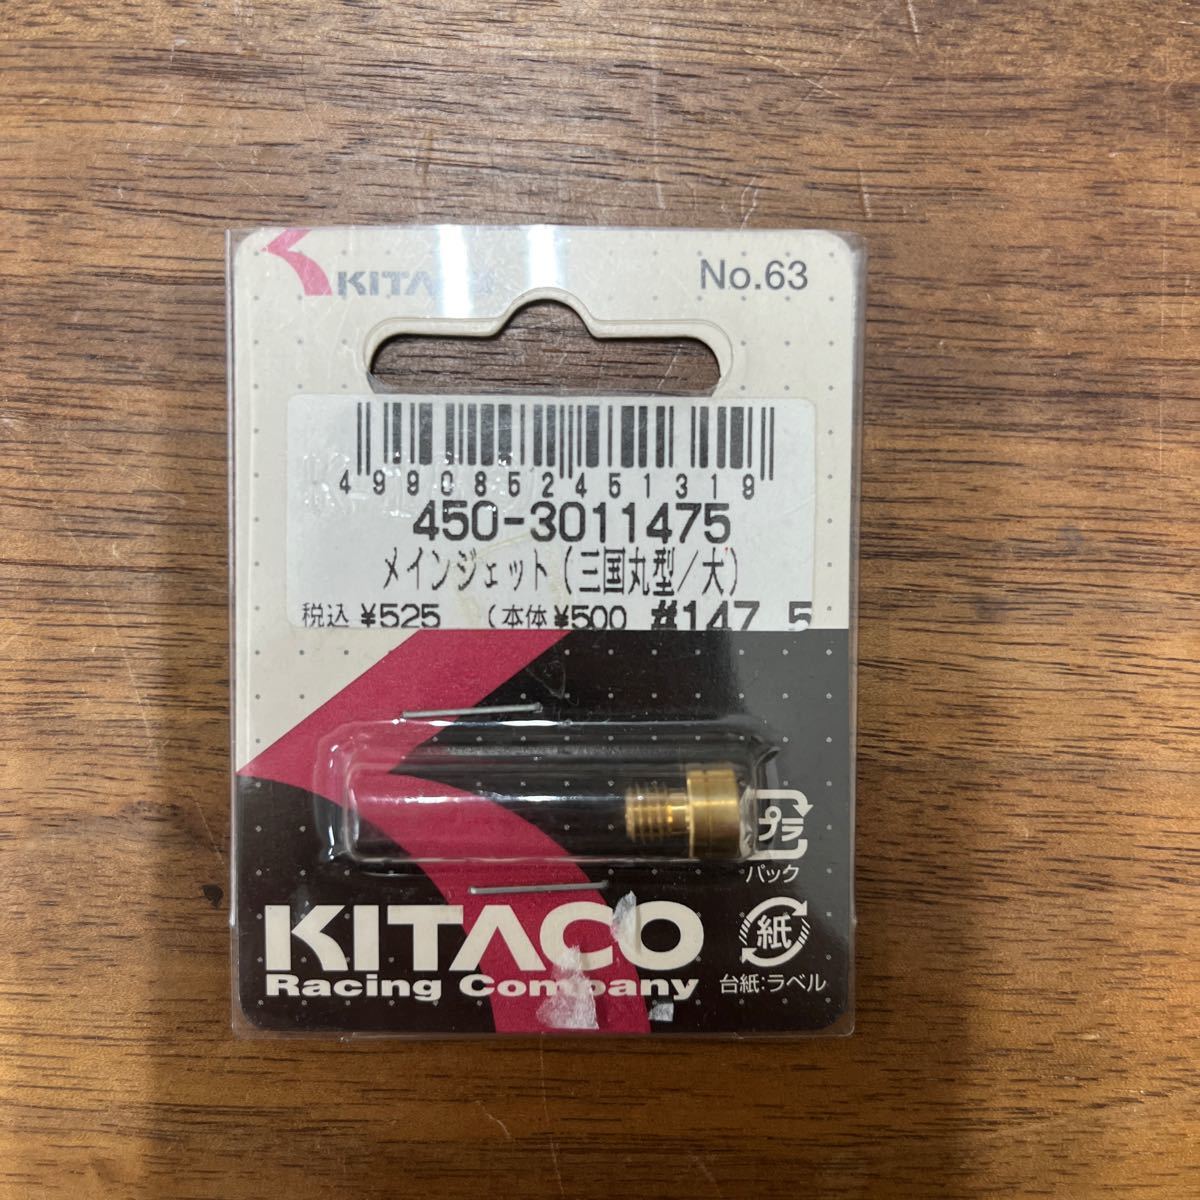 KITACO
No.63
4990852451319
450-3011475
メインジェット(三国丸型/大)
税込 ¥525 (本体 ¥500 #147.5
プラ
パック
紙
台紙:ラベル
KITACO
Racing Company